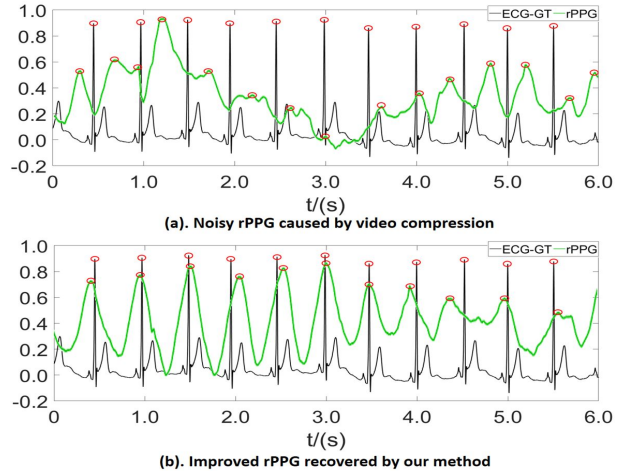 ECG-GT rPPG
1.0
0.8
0.6
0.4
0.2
0.0
-0.2
0 1.0 2.0 3.0 4.0 5.0 6.0
t/(s)
(a). Noisy rPPG caused by video compression
ECG-GT rPPG
1.0
0.8
0.6
0.4
0.2
0.0
-0.2
0 1.0 2.0 3.0 4.0 5.0 6.0
t/(s)
(b). Improved rPPG recovered by our method